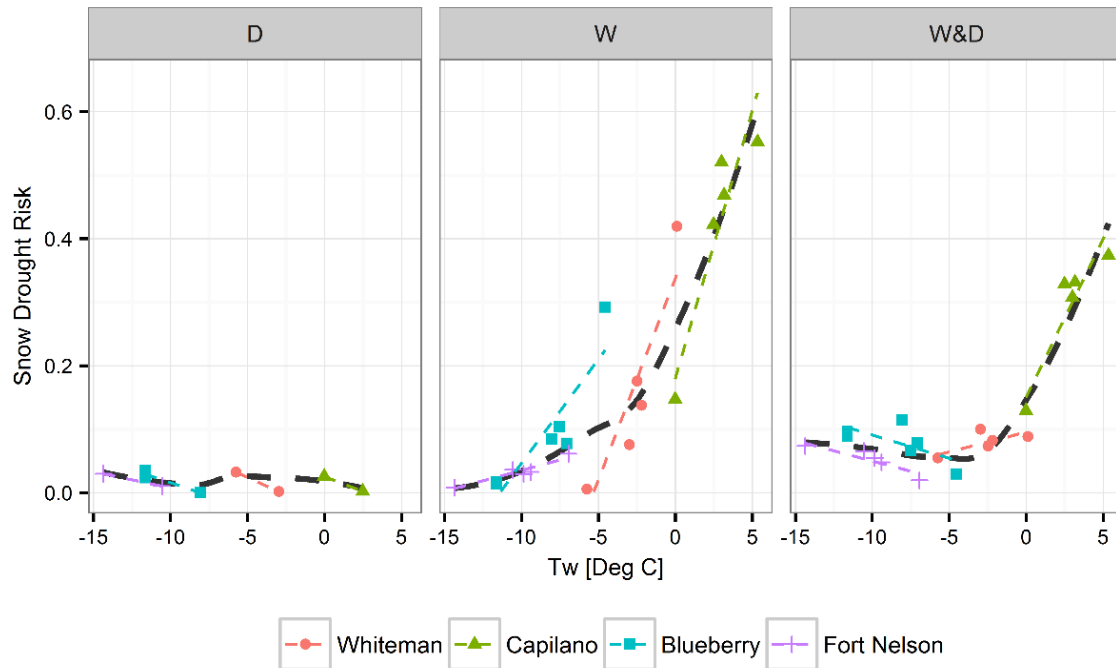 D W W&D
Snow Drought Risk
0.6
0.4
0.2
0.0
-15 -10 -5 0 5 -15 -10 -5 0 5 -15 -10 -5 0 5
Tw [Deg C]
Whiteman Capilano Blueberry Fort Nelson